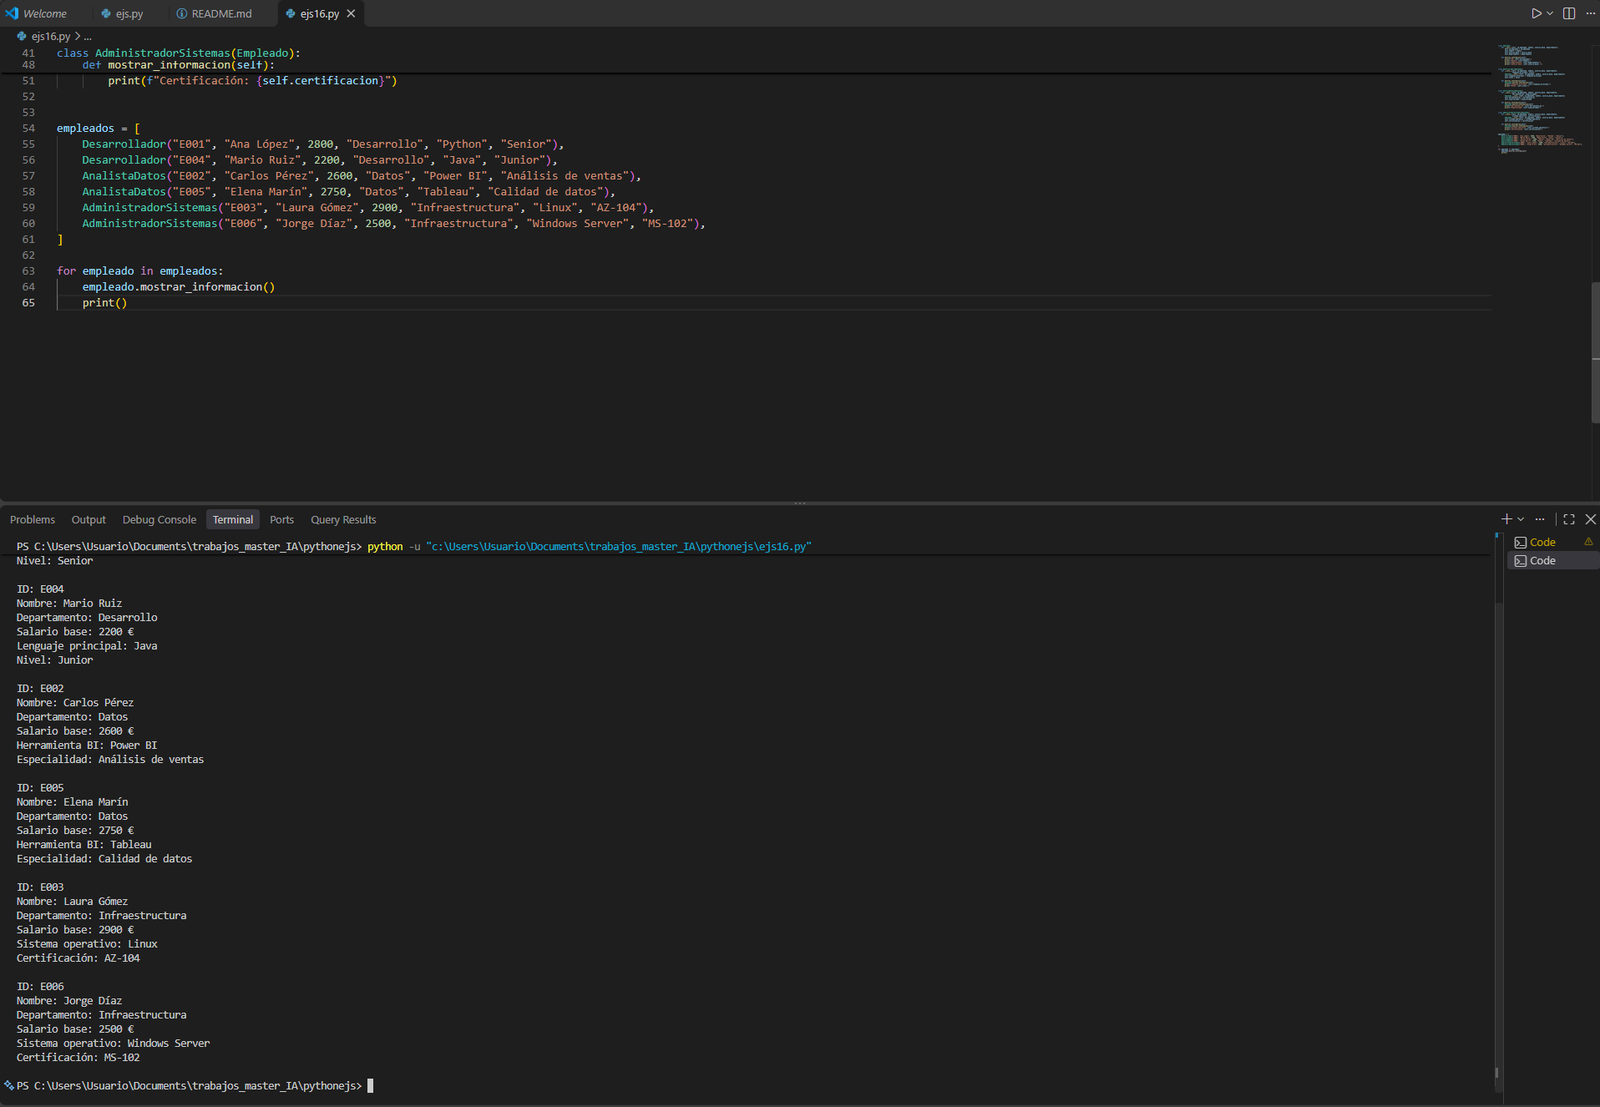 Welcome
ejs.py
README.md
ejs16.py
ejs16.py > ...
41 class AdministradorSistemas(Empleado):
48 def mostrar_informacion(self):
51 print(f"Certificación: {self.certificacion}")
52
53
54 empleados = [
55 Desarrollador("E001", "Ana López", 2800, "Desarrollo", "Python", "Senior"),
56 Desarrollador("E004", "Mario Ruiz", 2200, "Desarrollo", "Java", "Junior"),
57 AnalistaDatos("E002", "Carlos Pérez", 2600, "Datos", "Power BI", "Análisis de ventas"),
58 AnalistaDatos("E005", "Elena Marín", 2750, "Datos", "Tableau", "Calidad de datos"),
59 AdministradorSistemas("E003", "Laura Gómez", 2900, "Infraestructura", "Linux", "AZ-104"),
60 AdministradorSistemas("E006", "Jorge Díaz", 2500, "Infraestructura", "Windows Server", "MS-102"),
61 ]
62
63 for empleado in empleados:
64 empleado.mostrar_informacion()
65 print()
Problems Output Debug Console Terminal Ports Query Results
PS C:\Users\Usuario\Documents\trabajos_master_IA\pythonejs> python -u "c:\Users\Usuario\Documents\trabajos_master_IA\pythonejs\ejs16.py"
Code
Code
Nivel: Senior
ID: E004
Nombre: Mario Ruiz
Departamento: Desarrollo
Salario base: 2200 €
Lenguaje principal: Java
Nivel: Junior
ID: E002
Nombre: Carlos Pérez
Departamento: Datos
Salario base: 2600 €
Herramienta BI: Power BI
Especialidad: Análisis de ventas
ID: E005
Nombre: Elena Marín
Departamento: Datos
Salario base: 2750 €
Herramienta BI: Tableau
Especialidad: Calidad de datos
ID: E003
Nombre: Laura Gómez
Departamento: Infraestructura
Salario base: 2900 €
Sistema operativo: Linux
Certificación: AZ-104
ID: E006
Nombre: Jorge Díaz
Departamento: Infraestructura
Salario base: 2500 €
Sistema operativo: Windows Server
Certificación: MS-102
PS C:\Users\Usuario\Documents\trabajos_master_IA\pythonejs>